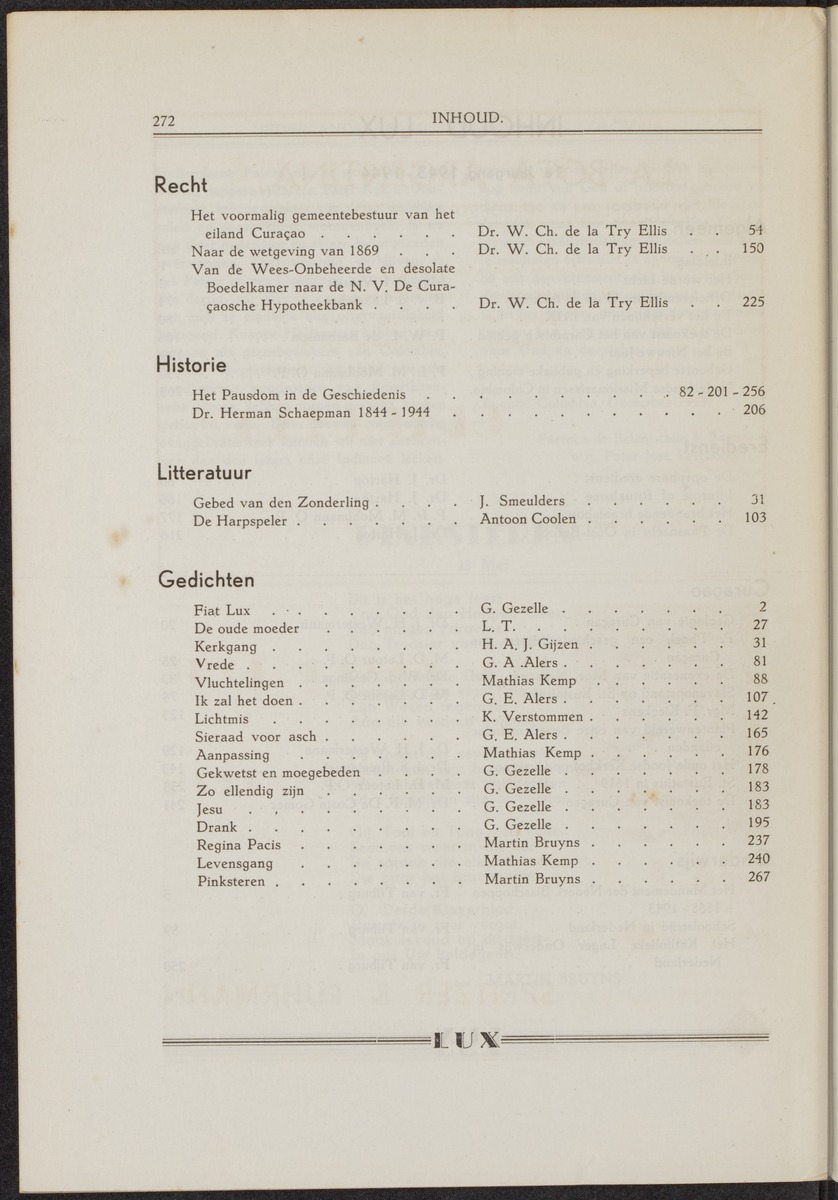 272 INHOUD.
Recht
Het voormalig gemeentebestuur van het
eiland Curaçao . . . . . . Dr. W. Ch. de la Try Ellis . . 54
Naar de wetgeving van 1869 . . . Dr. W. Ch. de la Try Ellis . . 150
Van de Wees-Onbeheerde en desolate
Boedelkamer naar de N. V. De Cura-
çaosche Hypotheekbank . . . . Dr. W. Ch. de la Try Ellis . . 225
Historie
Het Pausdom in de Geschiedenis . . . . . . . . . . 82 - 201 - 256
Dr. Herman Schaepman 1844 - 1944 . . . . . . . . . . . 206
Litteratuur
Gebed van den Zonderling . . . . J. Smeulders . . . . . . 31
De Harpspeler . . . . . . . Antoon Coolen . . . . . . 103
Gedichten
Fiat Lux . . . . . . . . G. Gezelle . . . . . . . 2
De oude moeder . . . . . . L. T. . . . . . . . 27
Kerkgang . . . . . . . . H. A. J. Gijzen . . . . . . 31
Vrede . . . . . . . . . G. A .Alers . . . . . . . 81
Vluchtelingen . . . . . . . Mathias Kemp . . . . . . 88
Ik zal het doen . . . . . . . G. E. Alers . . . . . . . 107
Lichtmis . . . . . . . . K. Verstommen . . . . . . 142
Sieraad voor asch . . . . . . G. E. Alers . . . . . . . 165
Aanpassing . . . . . . . Mathias Kemp . . . . . . 176
Gekwetst en moegebeden . . . . G. Gezelle . . . . . . . 178
Zo ellendig zijn . . . . . . G. Gezelle . . . . . . . 183
Jesu . . . . . . . . . G. Gezelle . . . . . . . 183
Drank . . . . . . . . . G. Gezelle . . . . . . . 195
Regina Pacis . . . . . . . Martin Bruyns . . . . . . 237
Levensgang . . . . . . . Mathias Kemp . . . . . . 240
Pinksteren . . . . . . . . Martin Bruyns . . . . . . 267
LUX